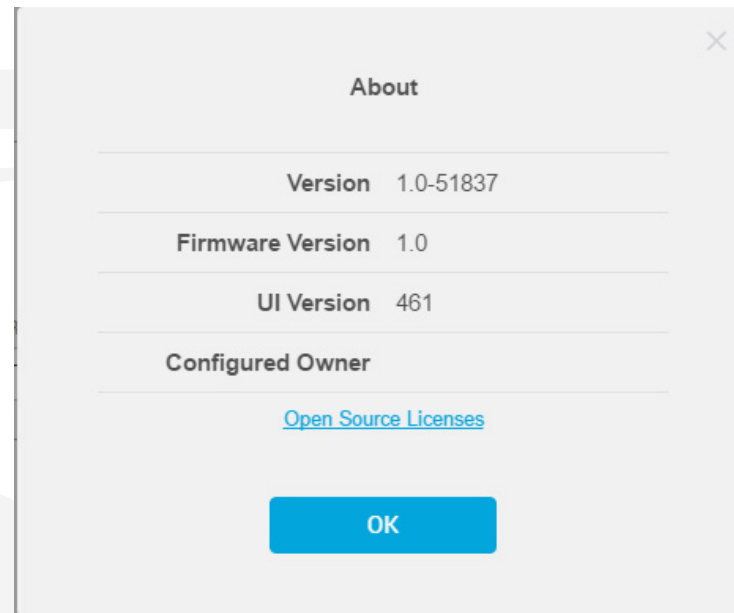 About
Version 1.0-51837
Firmware Version 1.0
UI Version 461
Configured Owner
Open Source Licenses
OK